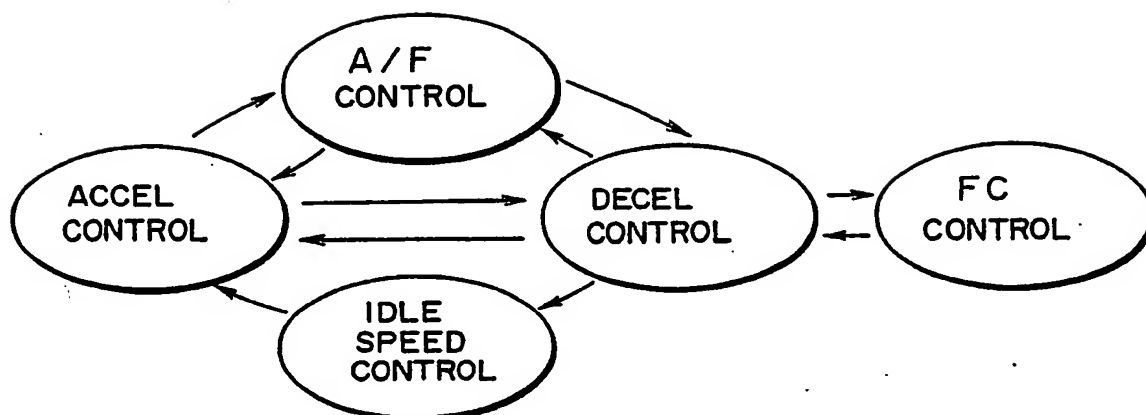 A/F
CONTROL
ACCEL
CONTROL
DECEL
CONTROL
FC
CONTROL
IDLE
SPEED
CONTROL